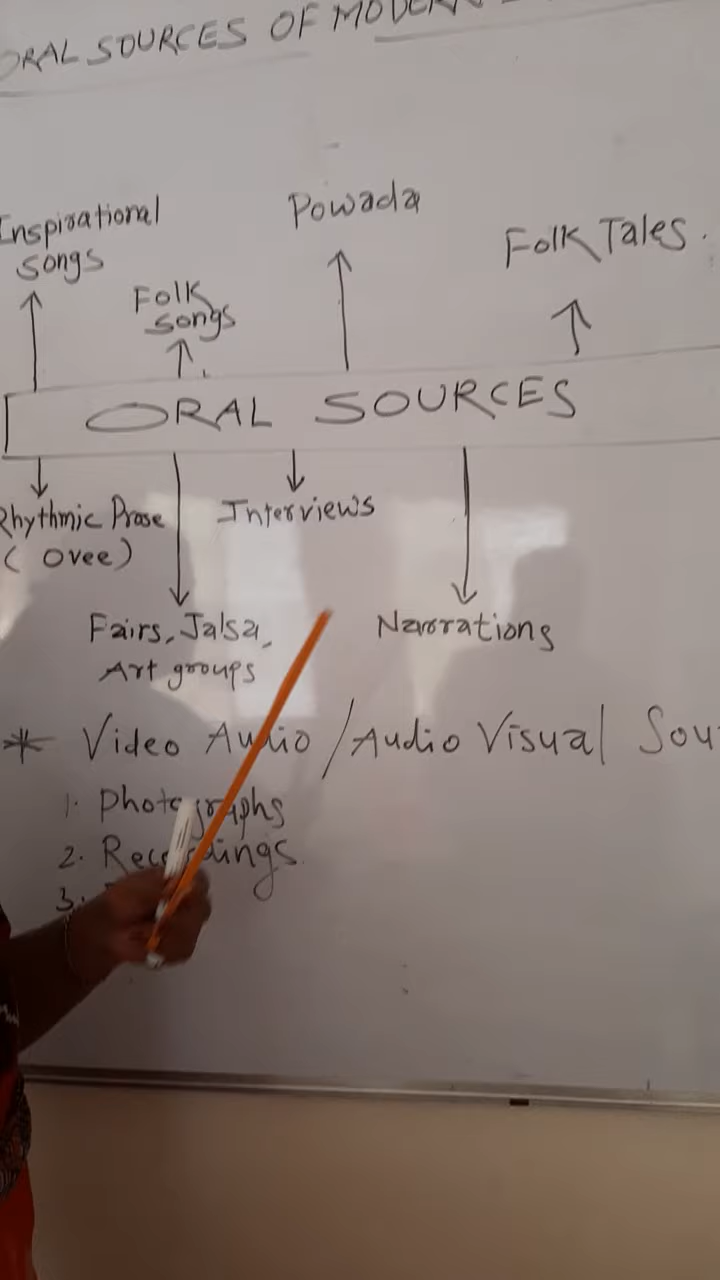 ORAL SOURCES OF MODERN
Inspirational
Songs
Folk
Songs
Powada
Folk Tales.
ORAL SOURCES
Rhythmic Prose
(Ovee)
Interviews
Fairs, Jalsa,
Art groups
Narrations
* Video Audio / Audio Visual Sou
1. Photographs
2. Recordings.
3.